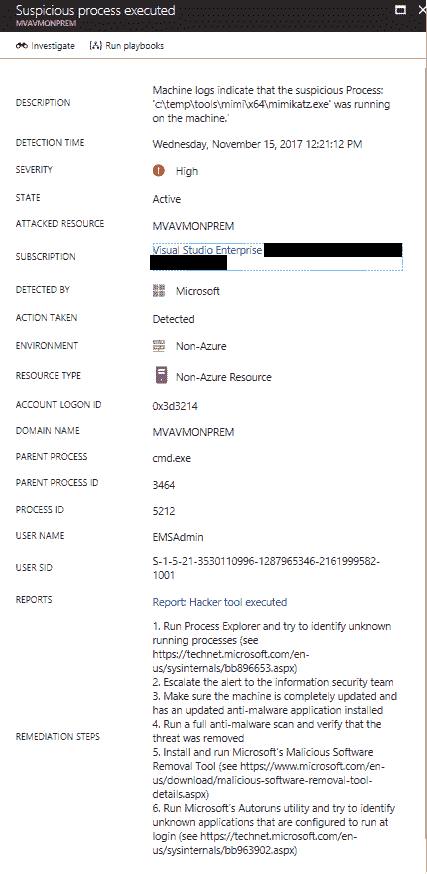 Suspicious process executed
MVAVMONPREM
Investigate Run playbooks
DESCRIPTION
Machine logs indicate that the suspicious Process:
'c:\temp\tools\mimi\x64\mimikatz.exe' was running
on the machine.'
DETECTION TIME
Wednesday, November 15, 2017 12:21:12 PM
SEVERITY
High
STATE
Active
ATTACKED RESOURCE
MVAVMONPREM
SUBSCRIPTION
Visual Studio Enterprise
DETECTED BY
Microsoft
ACTION TAKEN
Detected
ENVIRONMENT
Non-Azure
RESOURCE TYPE
Non-Azure Resource
ACCOUNT LOGON ID
0x3d3214
DOMAIN NAME
MVAVMONPREM
PARENT PROCESS
cmd.exe
PARENT PROCESS ID
3464
PROCESS ID
5212
USER NAME
EMSAdmin
USER SID
S-1-5-21-3530110996-1287965346-2161999582-
1001
REPORTS
Report: Hacker tool executed
REMEDIATION STEPS
1. Run Process Explorer and try to identify unknown
running processes (see
https://technet.microsoft.com/en-
us/sysinternals/bb896653.aspx)
2. Escalate the alert to the information security team
3. Make sure the machine is completely updated and
has an updated anti-malware application installed
4. Run a full anti-malware scan and verify that the
threat was removed
5. Install and run Microsoft's Malicious Software
Removal Tool (see https://www.microsoft.com/en-
us/download/malicious-software-removal-tool-
details.aspx)
6. Run Microsoft's Autoruns utility and try to identify
unknown applications that are configured to run at
login (see https://technet.microsoft.com/en-
us/sysinternals/bb963902.aspx)